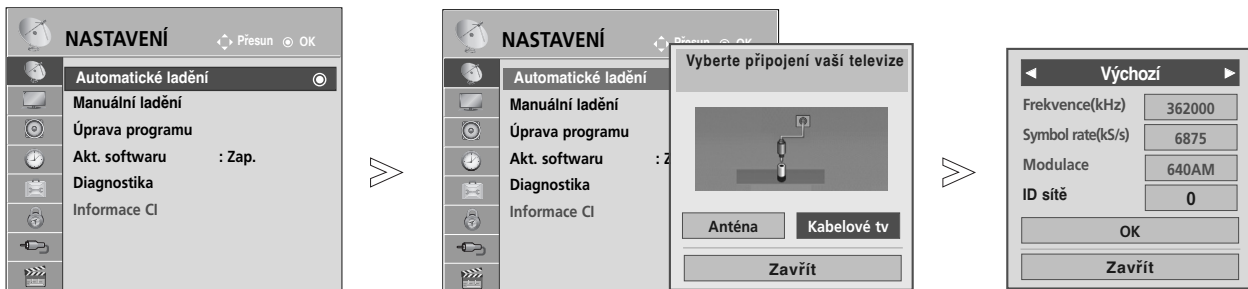 NASTAVENÍ
Přesun OK
Automatické ladění
Manuální ladění
Úprava programu
Akt. softwaru : Zap.
Diagnostika
Informace CI
NASTAVENÍ
Přesun OK
Automatické ladění
Manuální ladění
Úprava programu
Akt. softwaru : Z
Diagnostika
Informace CI
Vyberte připojení vaší televize
Anténa Kabelové tv
Zavřít
Výchozí
Frekvence(kHz) 362000
Symbol rate(kS/s) 6875
Modulace 640AM
ID sítě 0
OK
Zavřít